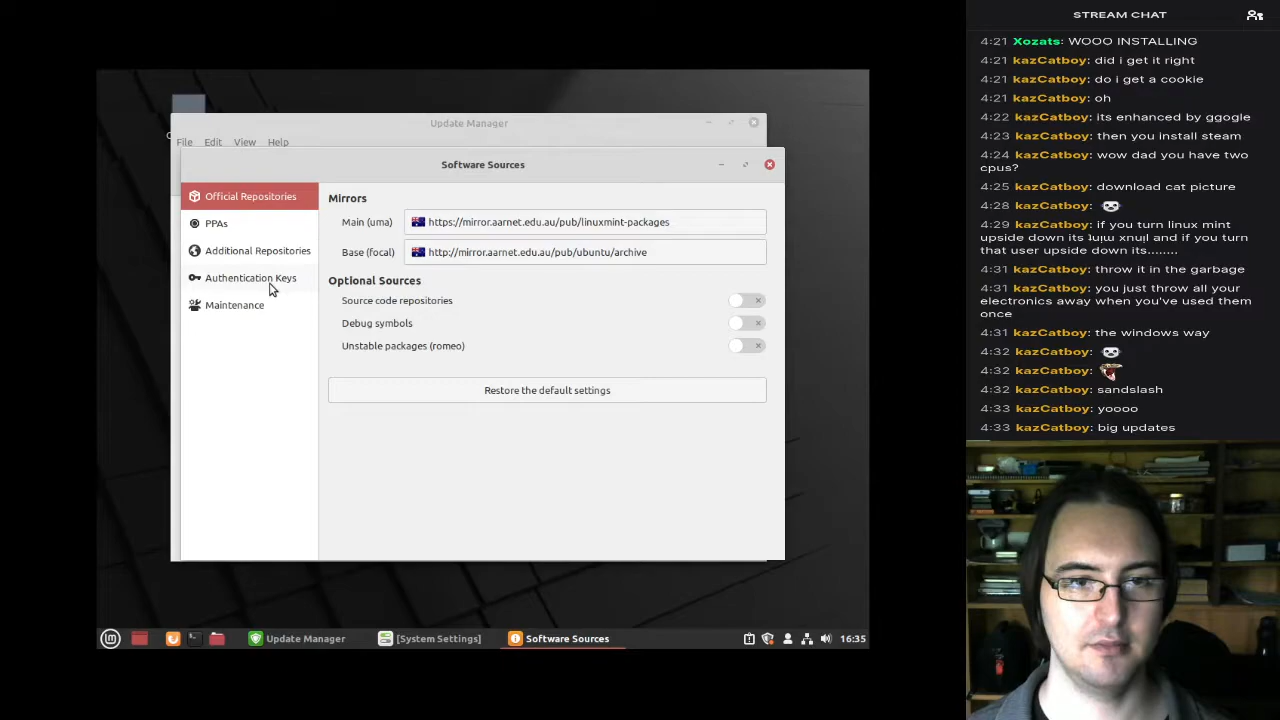 Update Manager
File Edit View Help
Software Sources
Official Repositories
PPAs
Additional Repositories
Authentication Keys
Maintenance
Mirrors
Main (uma) https://mirror.aarnet.edu.au/pub/linuxmint-packages
Base (focal) http://mirror.aarnet.edu.au/pub/ubuntu/archive
Optional Sources
Source code repositories
Debug symbols
Unstable packages (romeo)
Restore the default settings
Update Manager
[System Settings]
Software Sources
16:35
STREAM CHAT
4:21 Xozats: WOOO INSTALLING
4:21 kazCatboy: did i get it right
4:21 kazCatboy: do i get a cookie
4:21 kazCatboy: oh
4:22 kazCatboy: its enhanced by ggogie
4:23 kazCatboy: then you install steam
4:24 kazCatboy: wow dad you have two
cpus?
4:25 kazCatboy: download cat picture
4:28 kazCatboy:
4:29 kazCatboy: if you turn linux mint
upside down its and if you turn
that user upside down its........
4:31 kazCatboy: throw it in the garbage
4:31 kazCatboy: you just throw all your
electronics away when you've used them
once
4:31 kazCatboy: the windows way
4:32 kazCatboy:
4:32 kazCatboy:
4:32 kazCatboy: sandslash
4:33 kazCatboy: yoooo
4:33 kazCatboy: big updates